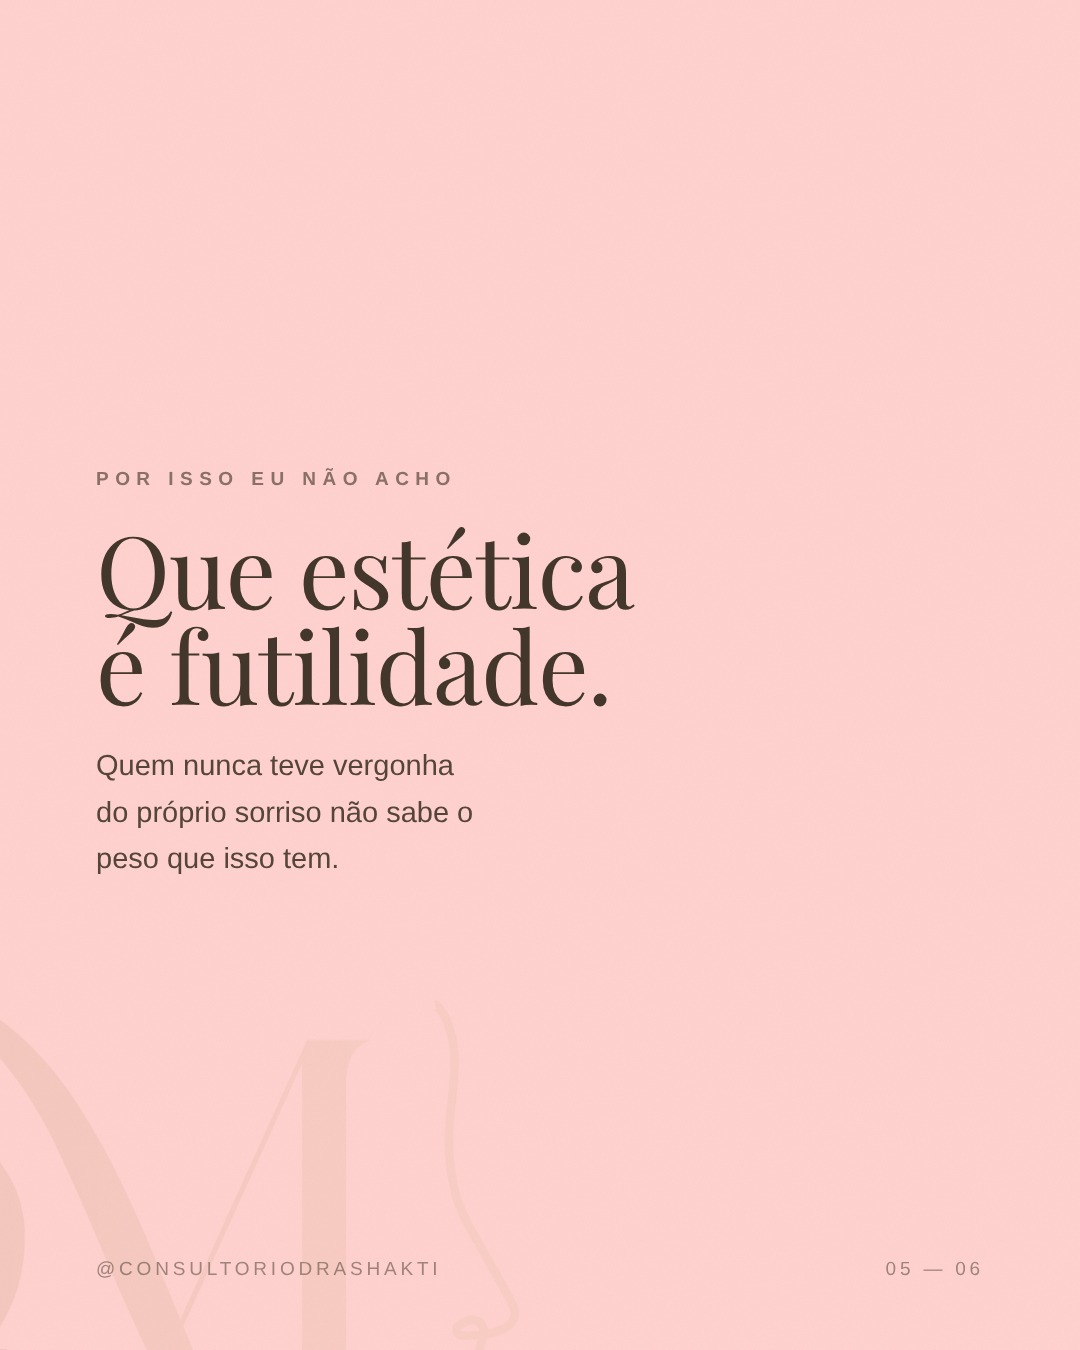 POR ISSO EU NÃO ACHO
Que estética
é futilidade.
Quem nunca teve vergonha
do próprio sorriso não sabe o
peso que isso tem.
@CONSULTORIODRASHAKTI
05 — 06